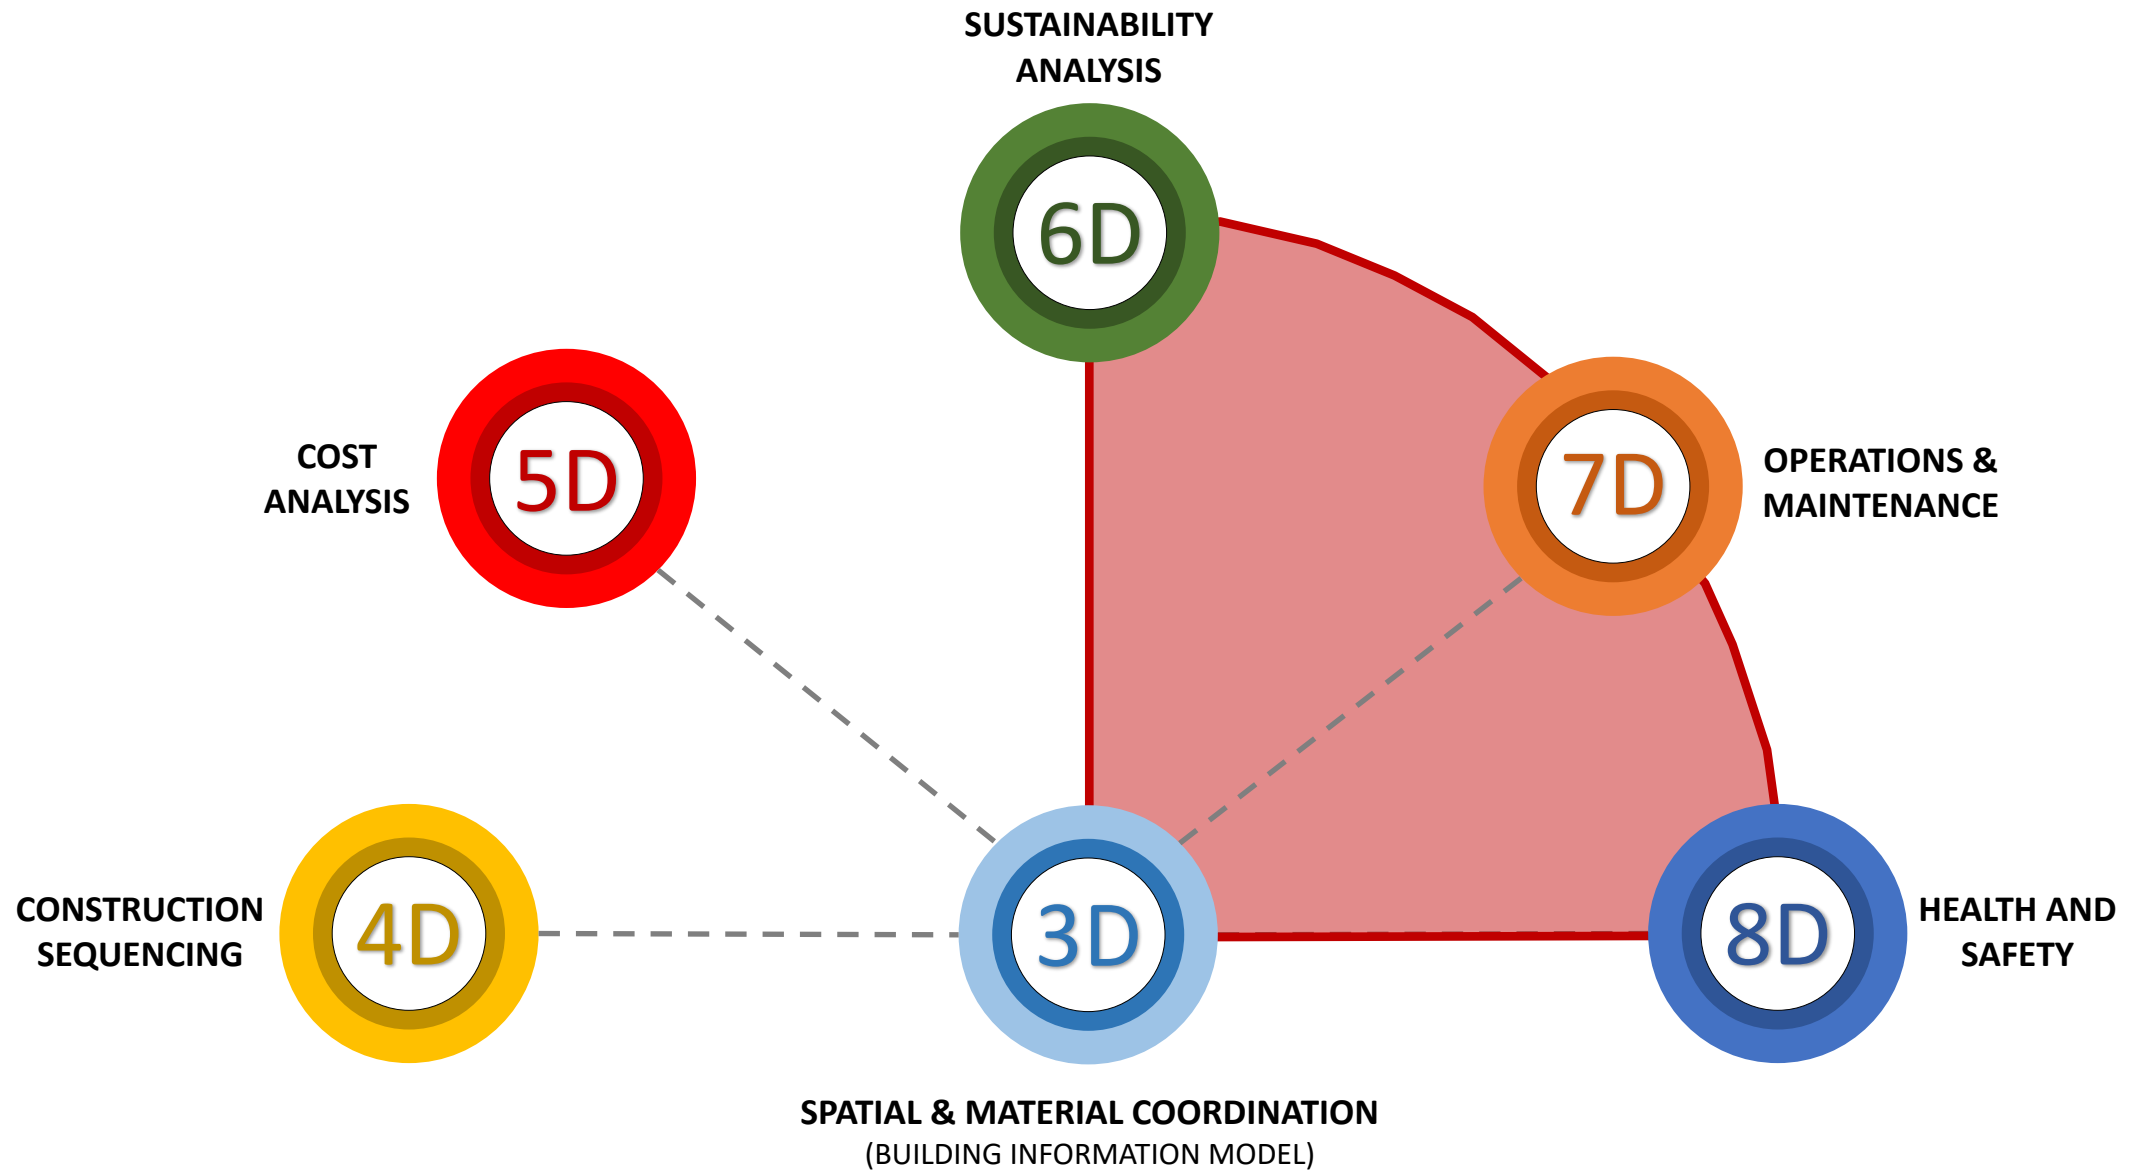 SUSTAINABILITY
ANALYSIS
6D
COST
ANALYSIS
5D
7D
OPERATIONS &
MAINTENANCE
CONSTRUCTION
SEQUENCING
4D
3D
8D
HEALTH AND
SAFETY
SPATIAL & MATERIAL COORDINATION
(BUILDING INFORMATION MODEL)